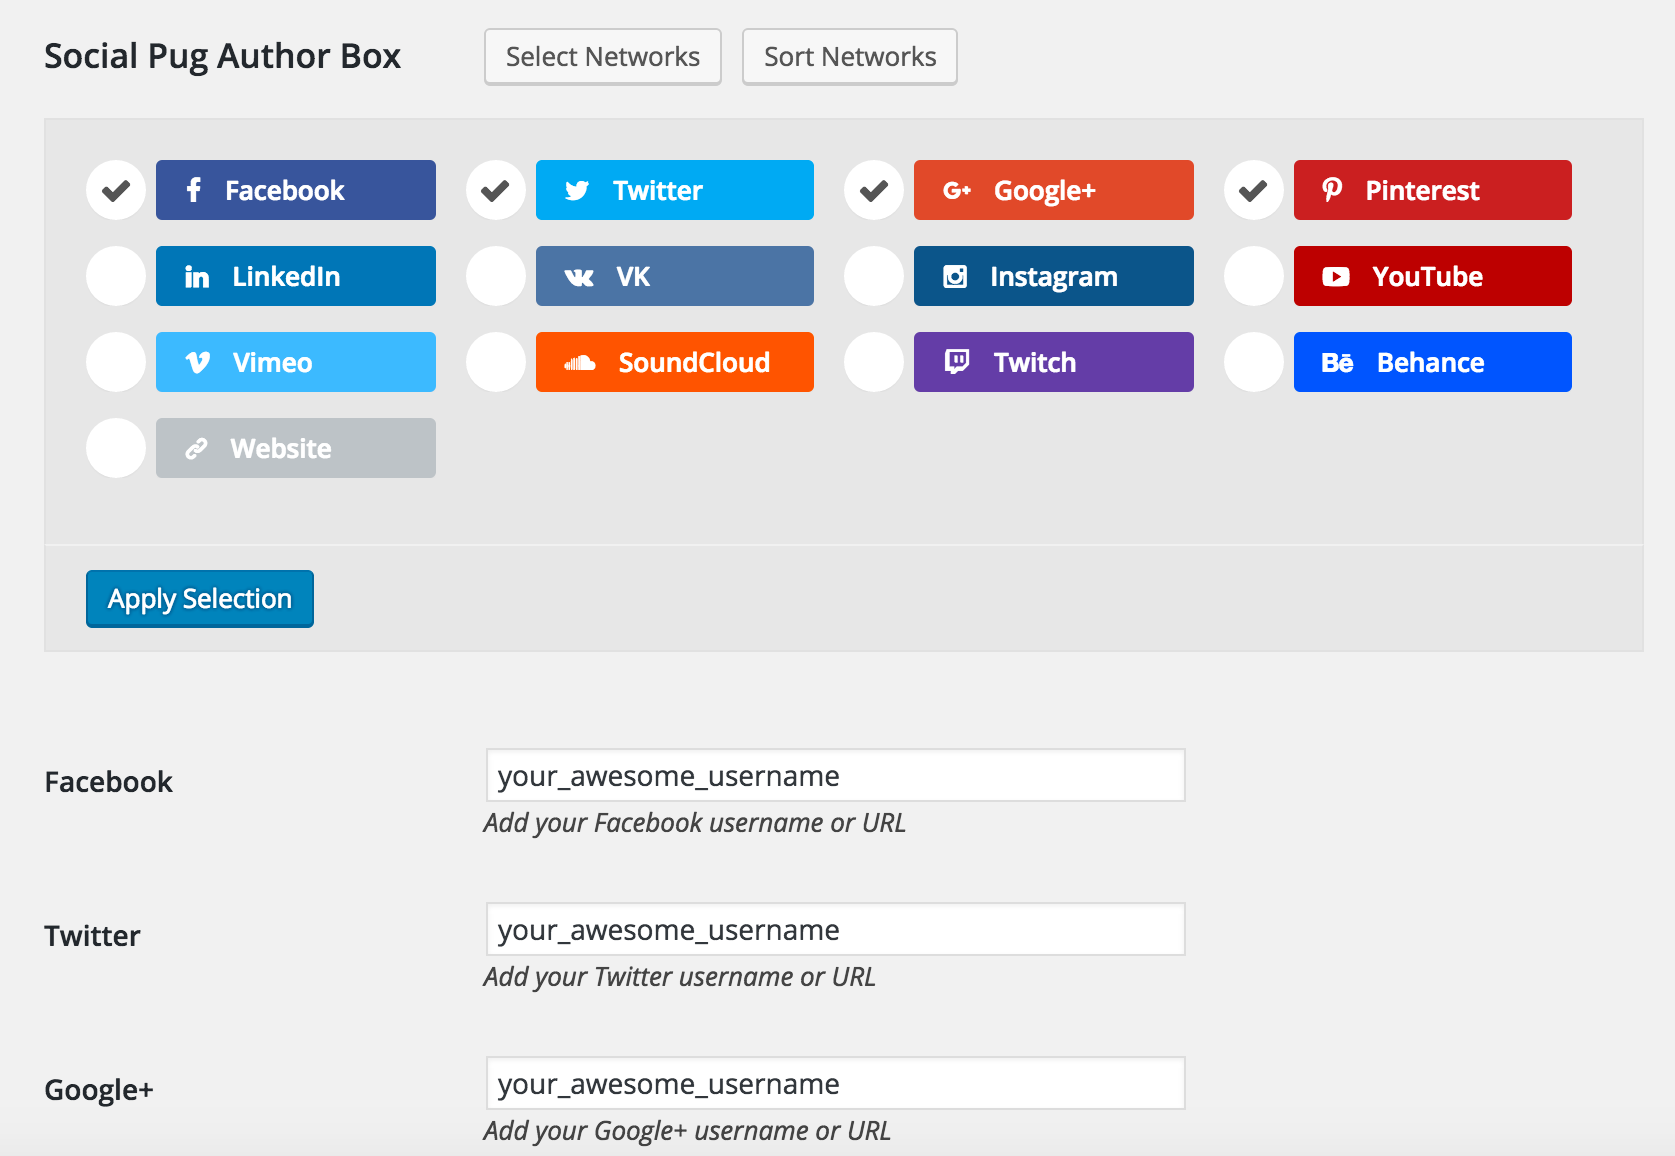 Social Pug Author Box Select Networks Sort Networks
Facebook Twitter G+ Google+ Pinterest
in LinkedIn VK Instagram YouTube
Vimeo SoundCloud Twitch Bē Behance
Website
Apply Selection
Facebook your_awesome_username
Add your Facebook username or URL
Twitter your_awesome_username
Add your Twitter username or URL
Google+ your_awesome_username
Add your Google+ username or URL